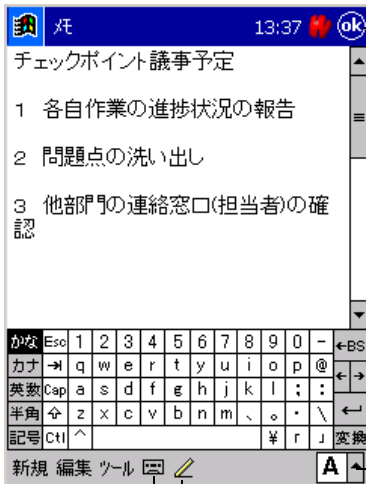 メモ 13:37 ok
チェックポイント議事予定
1 各自作業の進捗状況の報告
2 問題点の洗い出し
3 他部門の連絡窓口(担当者)の確
認
かな Esc 1 2 3 4 5 6 7 8 9 0 - ←BS
カナ →| q w e r t y u i o p @ ← →
英数 Cap a s d f g h j k l ; :
半角 ⇧ z x c v b n m 、 。 ・ \ ↵
記号 Ctl ^ ¥ ｢ ｣ 変換
新規 編集 ツール A